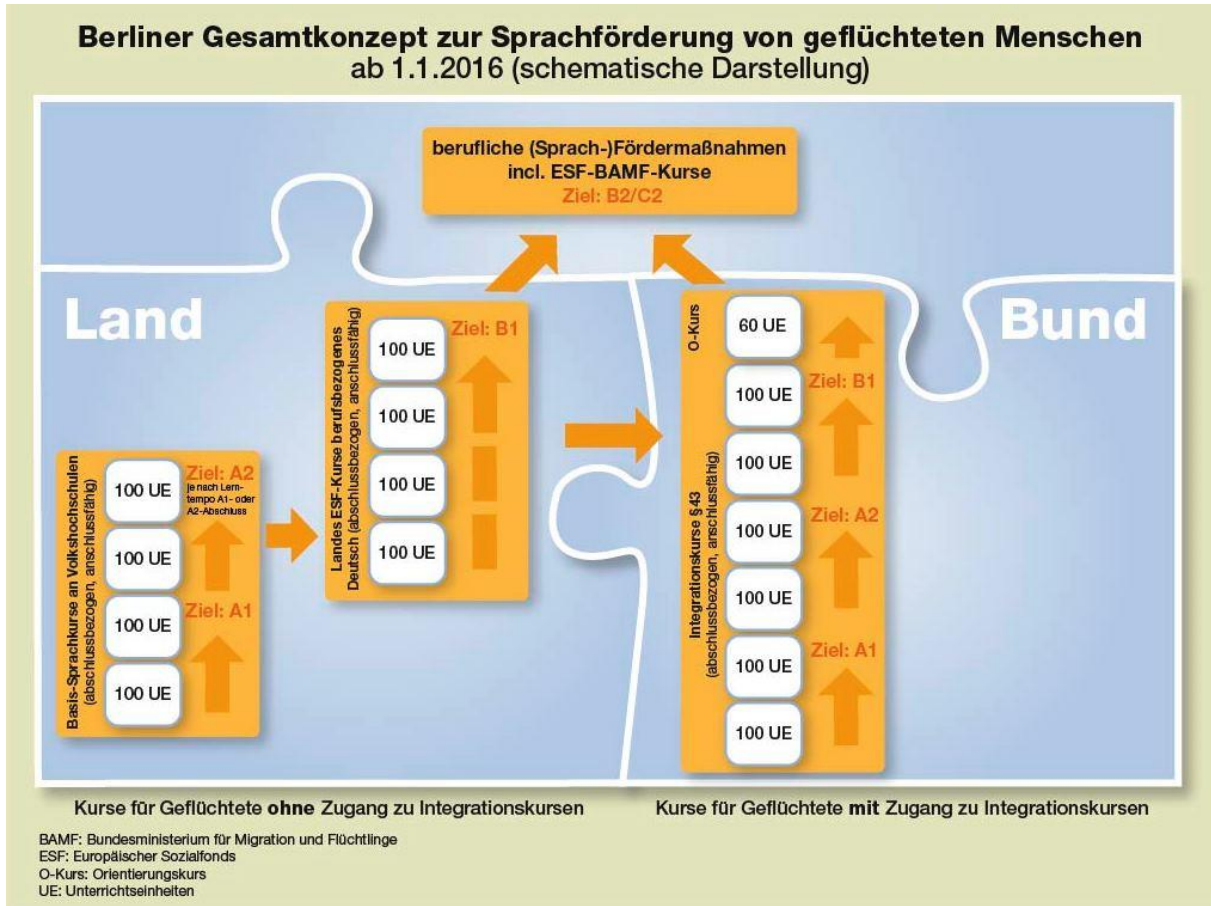 Berliner Gesamtkonzept zur Sprachförderung von geflüchteten Menschen
ab 1.1.2016 (schematische Darstellung)
berufliche (Sprach-)Fördermaßnahmen
incl. ESF-BAMF-Kurse
Ziel: B2/C2
Land
Basis-Sprachkurse an Volkshochschulen
(abschlussbezogen, anschlussfähig)
100 UE
100 UE
100 UE
100 UE
Ziel: A2
je nach Lern-
tempo A1- oder
A2-Abschluss
Ziel: A1
Landes ESF-Kurse berufsbezogenes
Deutsch (abschlussbezogen, anschlussfähig)
100 UE
100 UE
100 UE
100 UE
Ziel: B1
Bund
O-Kurs
Integrationskurse §43
(abschlussbezogen, anschlussfähig)
60 UE
100 UE
100 UE
100 UE
100 UE
100 UE
100 UE
Ziel: B1
Ziel: A2
Ziel: A1
Kurse für Geflüchtete ohne Zugang zu Integrationskursen
Kurse für Geflüchtete mit Zugang zu Integrationskursen
BAMF: Bundesministerium für Migration und Flüchtlinge
ESF: Europäischer Sozialfonds
O-Kurs: Orientierungskurs
UE: Unterrichtseinheiten